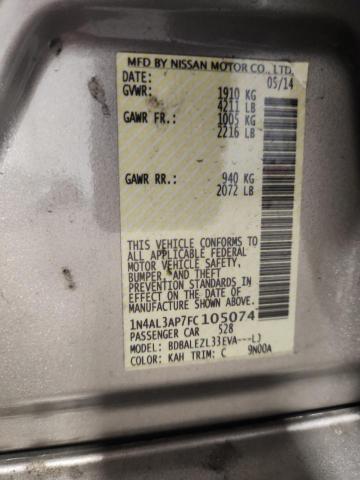 MFD BY NISSAN MOTOR CO., LTD.
DATE: 05/14
GVWR: 1910 KG
4211 LB
GAWR FR.: 1005 KG
2216 LB
GAWR RR.: 940 KG
2072 LB
THIS VEHICLE CONFORMS TO
ALL APPLICABLE FEDERAL
MOTOR VEHICLE SAFETY,
BUMPER, AND THEFT
PREVENTION STANDARDS IN
EFFECT ON THE DATE OF
MANUFACTURE SHOWN ABOVE.
1N4AL3AP7FC105074
PASSENGER CAR 528
MODEL: BDBALEZL33EVA---LJ
COLOR: KAH TRIM: C 9N00A